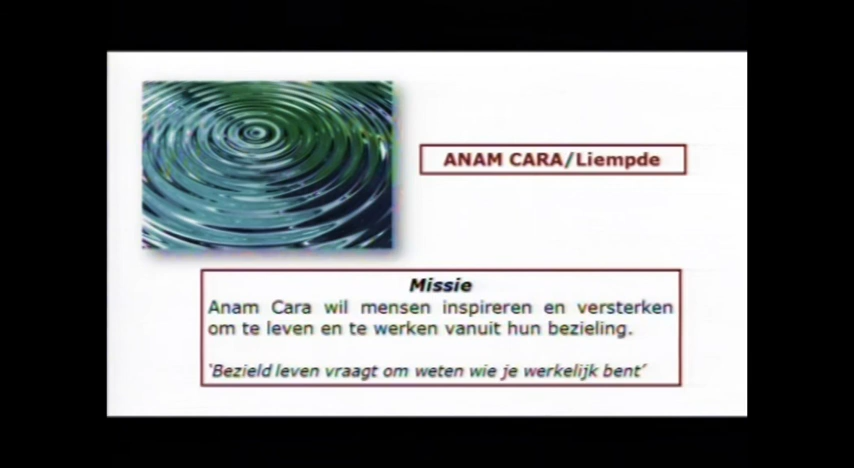 ANAM CARA/Liempde
Missie
Anam Cara wil mensen inspireren en versterken
om te leven en te werken vanuit hun bezieling.
‘Bezield leven vraagt om weten wie je werkelijk bent’